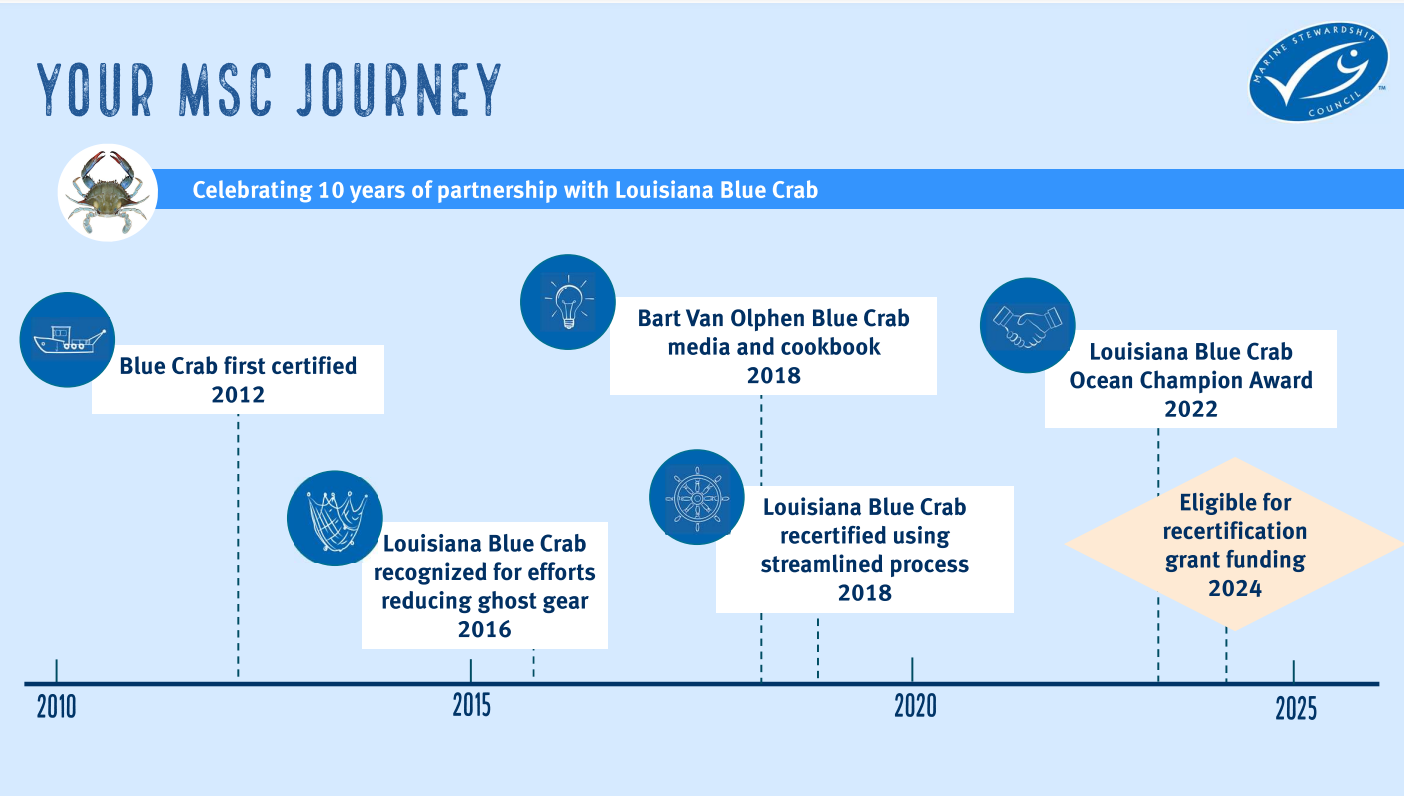 YOUR MSC JOURNEY
MARINE STEWARDSHIP
COUNCIL
TM
Celebrating 10 years of partnership with Louisiana Blue Crab
Blue Crab first certified
2012
Louisiana Blue Crab
recognized for efforts
reducing ghost gear
2016
Bart Van Olphen Blue Crab
media and cookbook
2018
Louisiana Blue Crab
recertified using
streamlined process
2018
Louisiana Blue Crab
Ocean Champion Award
2022
Eligible for
recertification
grant funding
2024
2010
2015
2020
2025